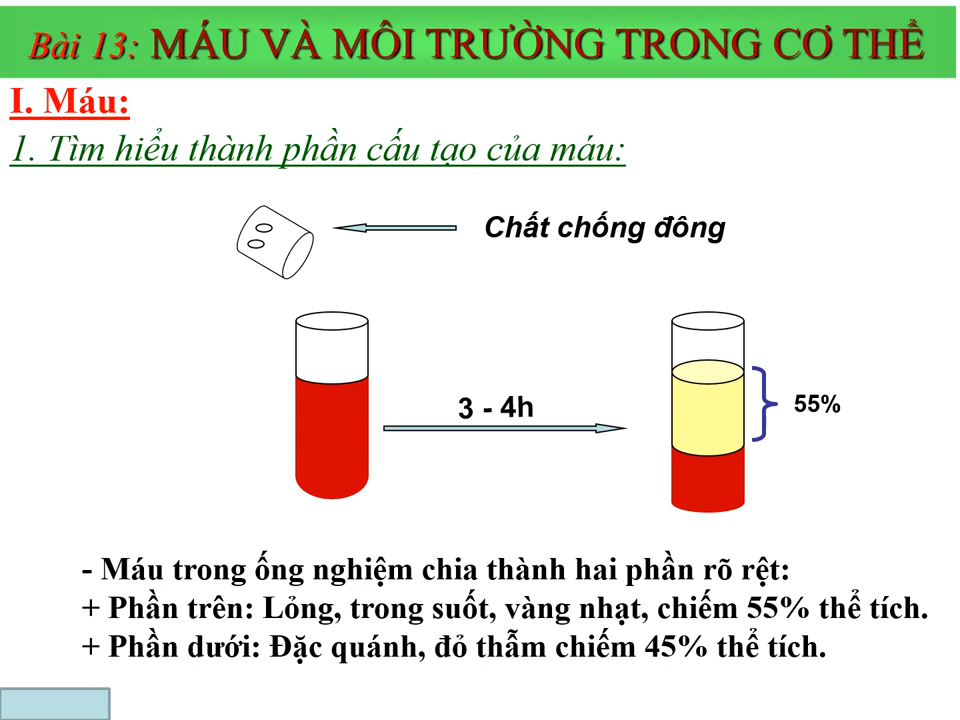 Bài 13: MÁU VÀ MÔI TRƯỜNG TRONG CƠ THỂ
I. Máu:
1. Tìm hiểu thành phần cấu tạo của máu:
Chất chống đông
3 - 4h
55%
- Máu trong ống nghiệm chia thành hai phần rõ rệt:
+ Phần trên: Lỏng, trong suốt, vàng nhạt, chiếm 55% thể tích.
+ Phần dưới: Đặc quánh, đỏ thẫm chiếm 45% thể tích.